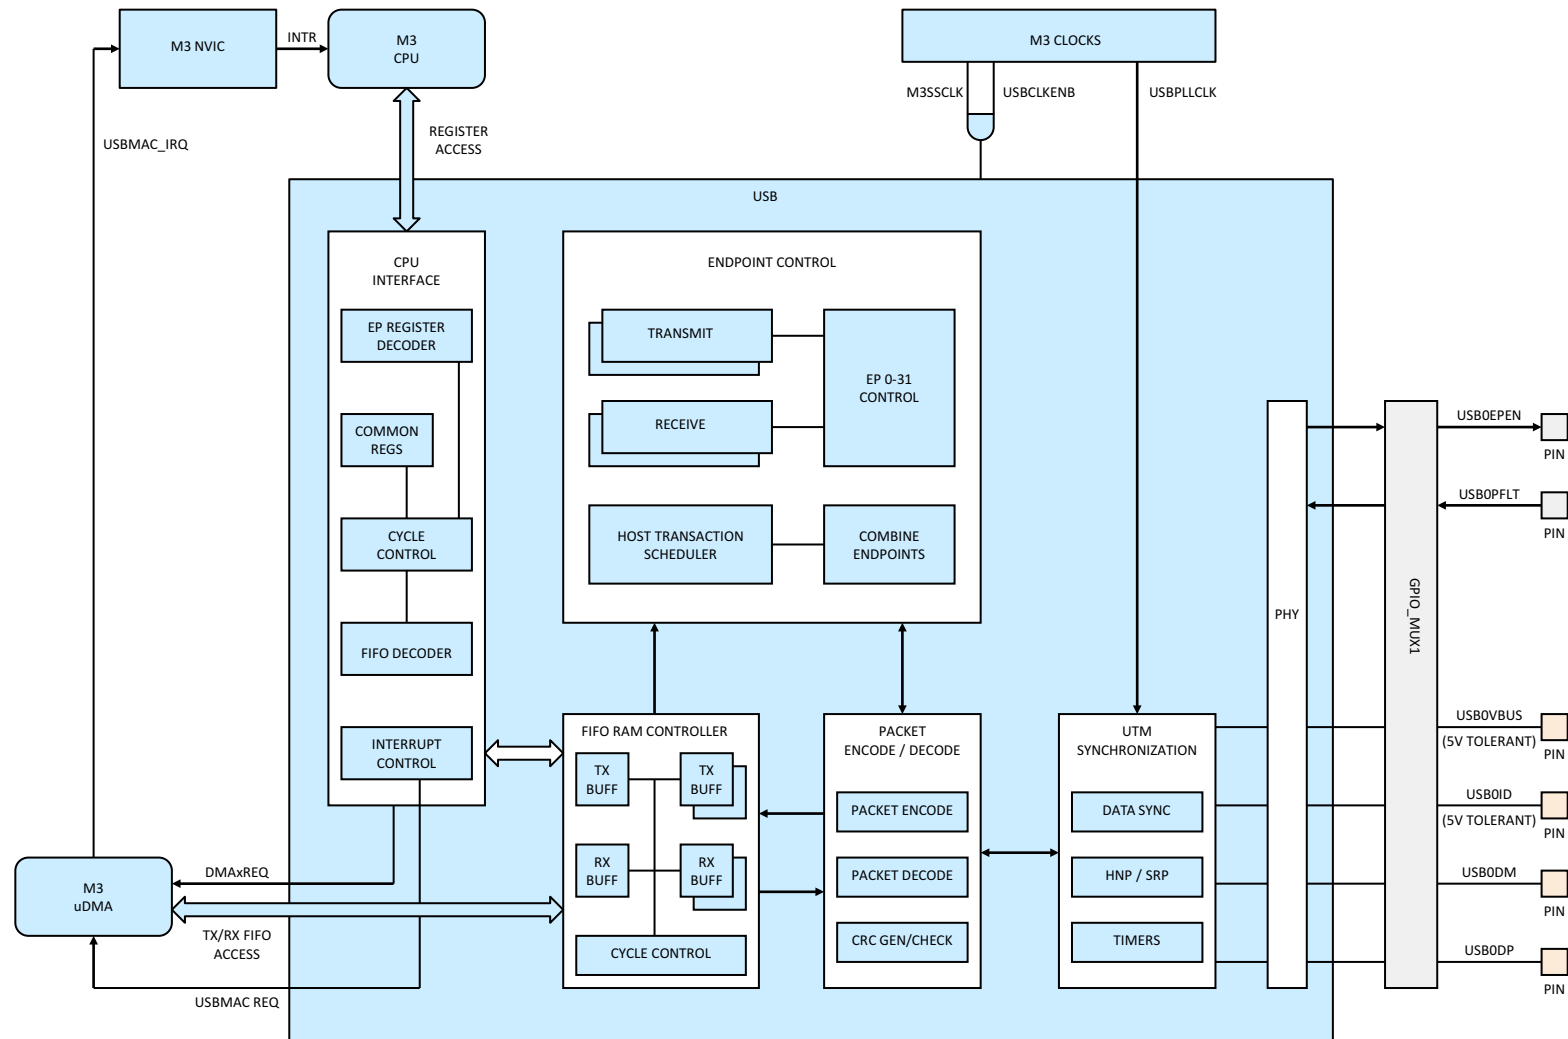 M3 NVIC
INTR
M3
CPU
M3 CLOCKS
M3SSCLK
USBCLKENB
USBPLLCLK
REGISTER
ACCESS
USBMAC_IRQ
USB
CPU
INTERFACE
EP REGISTER
DECODER
COMMON
REGS
CYCLE
CONTROL
FIFO DECODER
INTERRUPT
CONTROL
ENDPOINT CONTROL
TRANSMIT
RECEIVE
EP 0-31
CONTROL
HOST TRANSACTION
SCHEDULER
COMBINE
ENDPOINTS
FIFO RAM CONTROLLER
TX
BUFF
TX
BUFF
RX
BUFF
RX
BUFF
CYCLE CONTROL
PACKET
ENCODE / DECODE
PACKET ENCODE
PACKET DECODE
CRC GEN/CHECK
UTM
SYNCHRONIZATION
DATA SYNC
HNP / SRP
TIMERS
PHY
GPIO_MUX1
USB0EPEN
PIN
USB0PFLT
PIN
USB0VBUS
(5V TOLERANT)
PIN
USB0ID
(5V TOLERANT)
PIN
USB0DM
PIN
USB0DP
PIN
M3
uDMA
DMAxREQ
TX/RX FIFO
ACCESS
USBMAC REQ